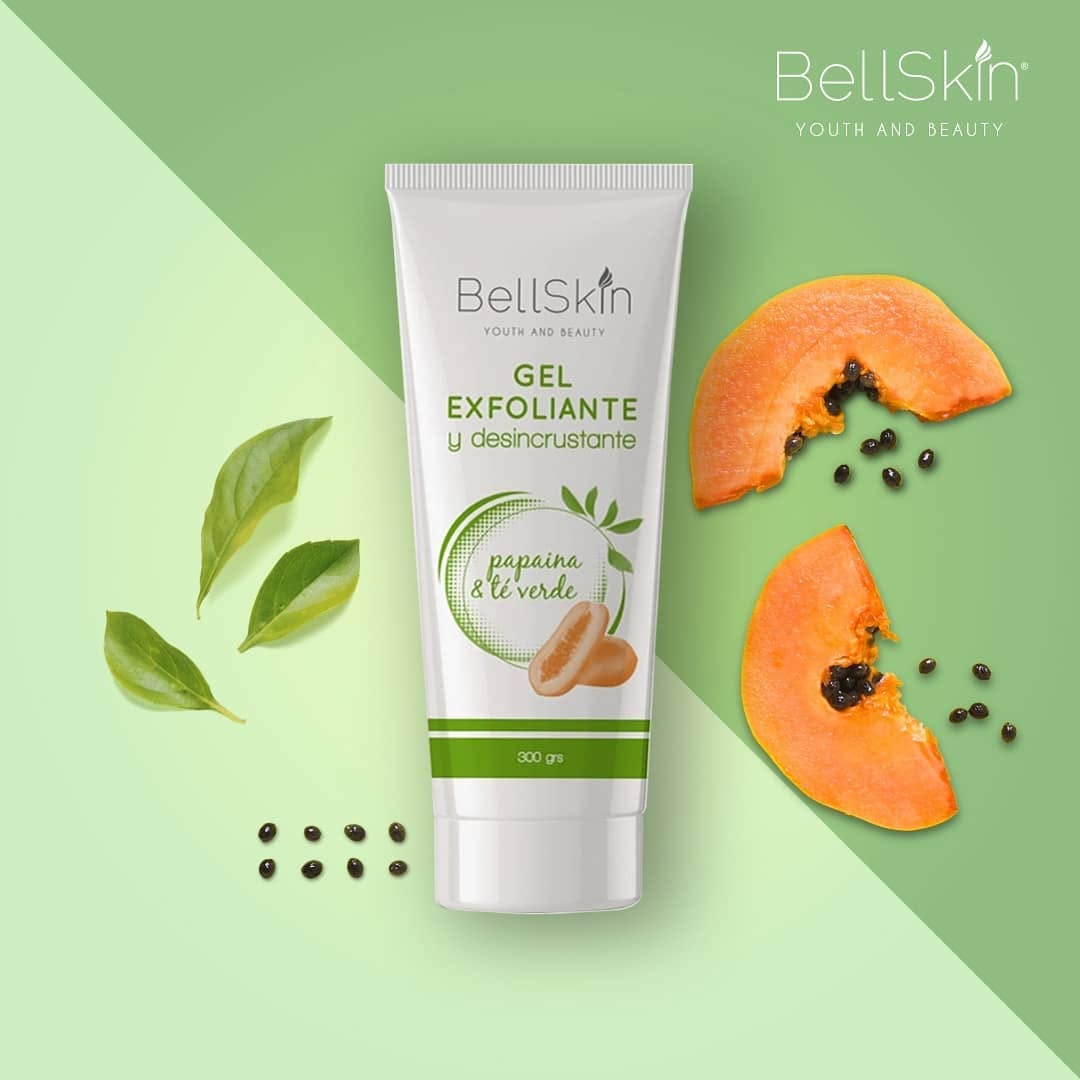 BellSkin®
YOUTH AND BEAUTY
BellSkin
YOUTH AND BEAUTY
GEL
EXFOLIANTE
y desincrustante
papaina
& té verde
300 grs